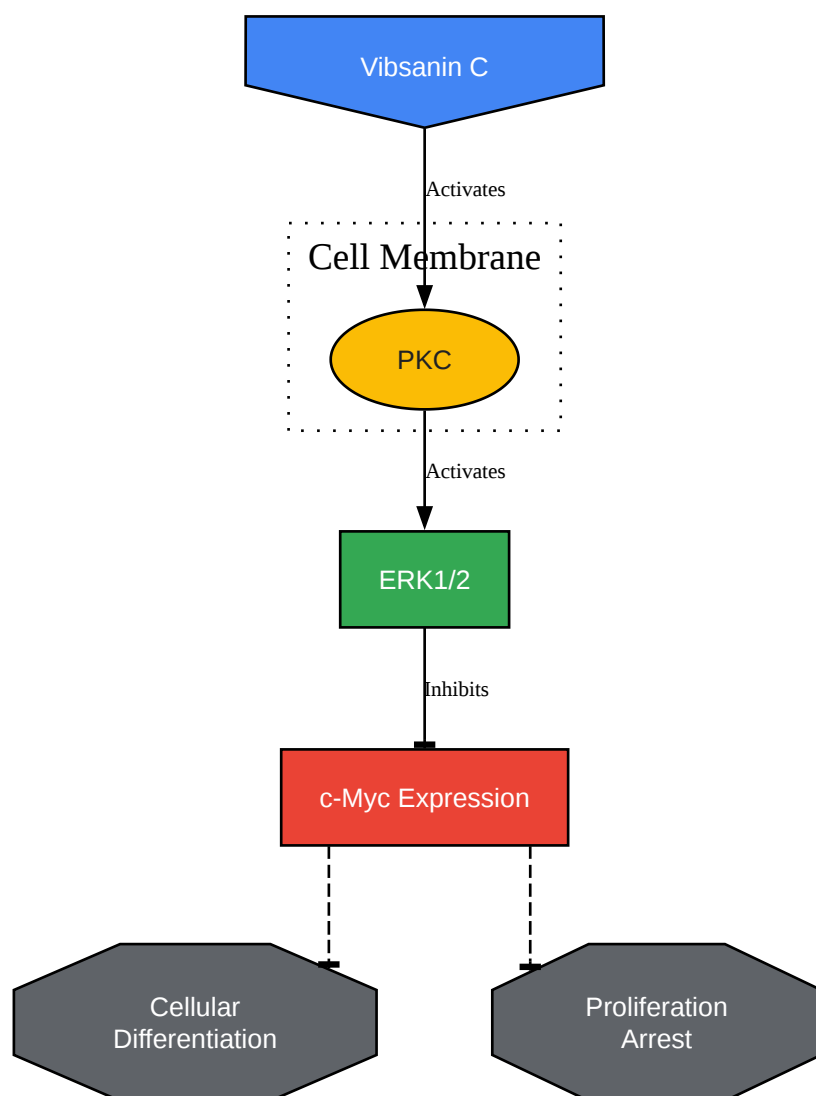 Vibsanin C
Activates
Cell Membrane
PKC
Activates
ERK1/2
Inhibits
c-Myc Expression
Cellular
Differentiation
Proliferation
Arrest